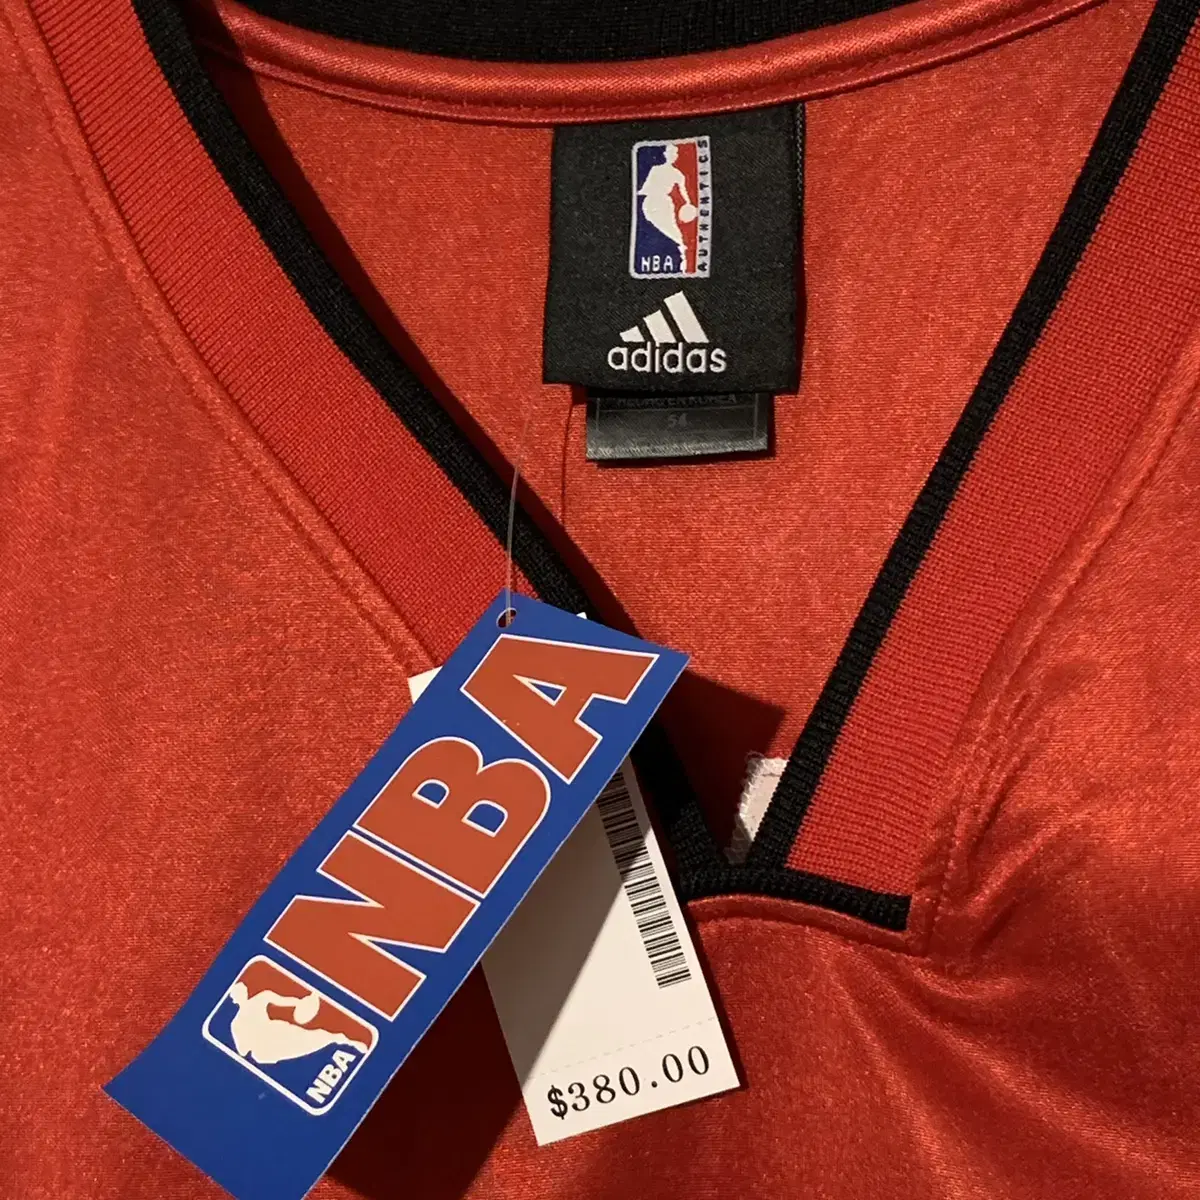 NBA
AUTHENTICS
adidas
54
NBA
NBA
$380.00